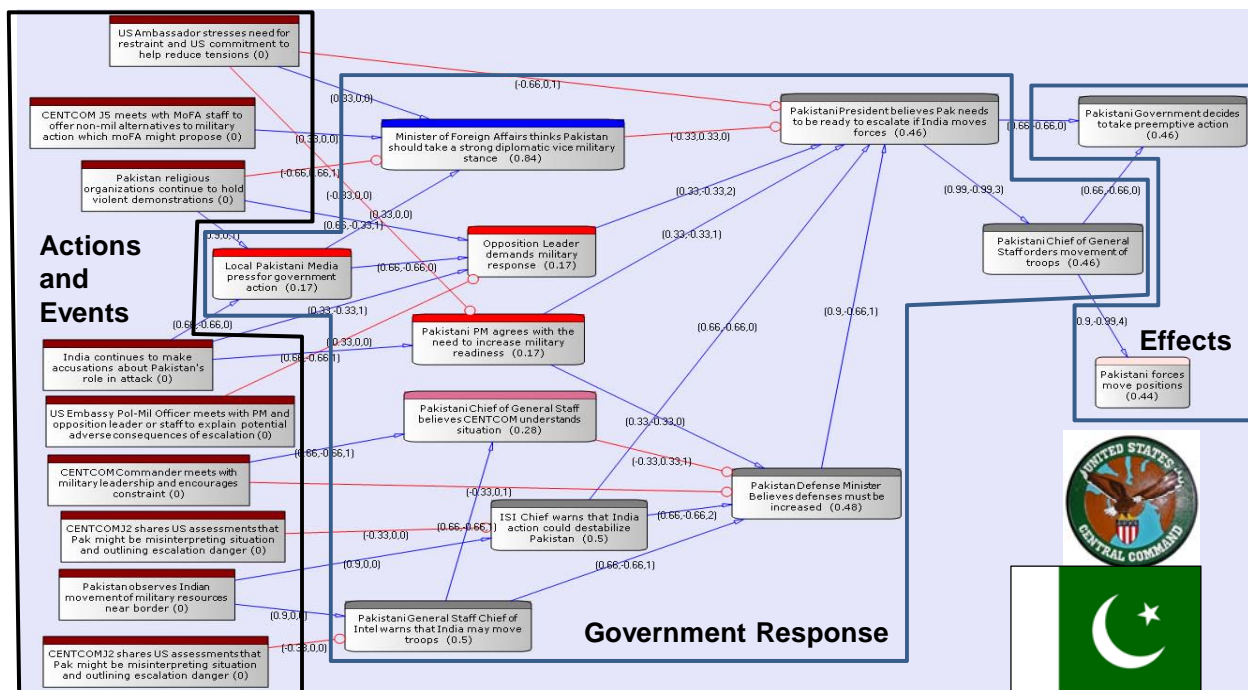 US Ambassador stresses need for
restraint and US commitment to
help reduce tensions (0)
CENTCOM J5 meets wth MoFA staff to
offer non-mil alternatives to military
action which moFA might propose (0)
Pakistan religious
organizations continue to hold
violent demonstrations (0)
Actions
and
Events
Local Pakistani Media
press for government
action (0.17)
India continues to make
accusations about Pakistan's
role in attack (0)
US Embassy Pol-Mil Officer meets with PM and
opposition leader or staff to explain potential
adverse consequences of escalation (0)
CENTCOM Commander meets with
military leadership and encourages
constraint (0)
CENTCOMJ2 shares US assessments that
Pak might be misinterpreting situation
and outlining escalation danger (0)
Pakistan observes Indian
movement of military resources
near border (0)
CENTCOMJ2 shares US assessments that
Pak might be misinterpreting situation
and outlining escalation danger (0)
Minister of Foreign Affairs thinks Pakistan
should take a strong diplomatic vice military
stance (0.84)
Opposition Leader
demands military
response (0.17)
Pakistani PM agrees with the
need to increase military
readiness (0.17)
Pakistani Chief of General Staff
believes CENTCOM understands
situation (0.28)
ISI Chief warns that India
action could destabilize
Pakistan (0.5)
Pakistani General Staff Chief of
Intel warns that India may move
troops (0.5)
Pakistani President believes Pak needs
to be ready to escalate if India moves
forces (0.46)
Pakistan Defense Minister
Believes defenses must be
increased (0.48)
Pakistani Government decides
to take preemptive action
(0.46)
Pakistani Chief of General
Staff orders movement of
troops (0.46)
Pakistani forces
move positions
(0.44)
Effects
Government Response
(-0.66,0,1)
(0.33,0,0)
(0.33,0,0)
(-0.33,0.33,0)
(0.66,-0.66,0)
(-0.33,0,0)
(0.33,0,0)
(0.66,-0.33,1)
(0.33,-0.33,2)
(0.99,-0.99,3)
(0.66,-0.66,0)
(0.66,-0.66,0)
(0.33,-0.33,1)
(0.33,-0.33,1)
(0.66,-0.66,0)
(0.33,0,0)
(0.66,-0.66,0)
(0.9,-0.66,1)
(0.33,-0.33,0)
(0.66,-0.66,1)
(-0.33,0.33,1)
(-0.33,0,1)
(0.66,-0.66,1)
(-0.33,0,0)
(0.66,-0.66,2)
(0.9,0,0)
(0.66,-0.66,1)
(-0.33,0,0)
UNITED STATES
CENTRAL COMMAND